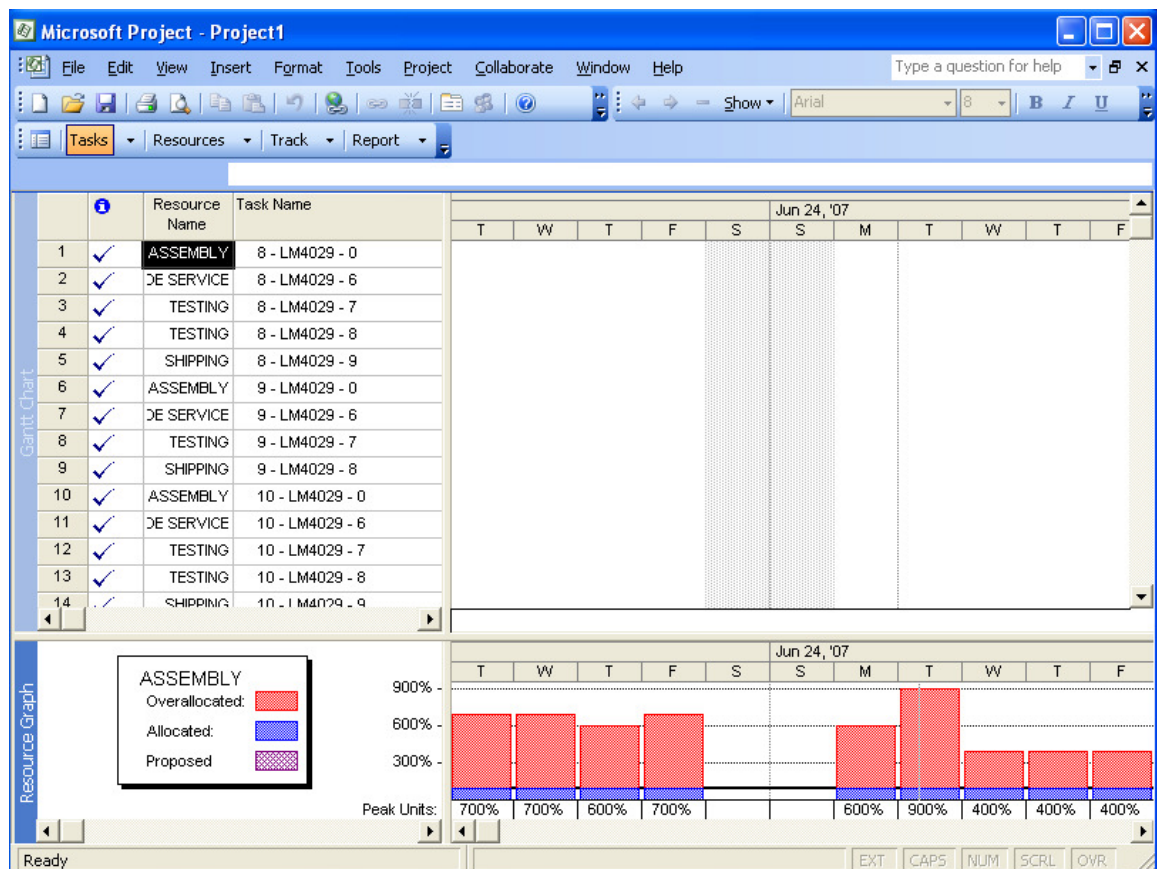 Microsoft Project - Project1
File Edit View Insert Format Tools Project Collaborate Window Help Type a question for help
Show Arial 8 B I U
Tasks Resources Track Report
Resource Name Task Name
Jun 24, '07
T W T F S S M T W T F
1 ASSEMBLY 8 - LM4029 - 0
2 DE SERVICE 8 - LM4029 - 6
3 TESTING 8 - LM4029 - 7
4 TESTING 8 - LM4029 - 8
5 SHIPPING 8 - LM4029 - 9
6 ASSEMBLY 9 - LM4029 - 0
7 DE SERVICE 9 - LM4029 - 6
8 TESTING 9 - LM4029 - 7
9 SHIPPING 9 - LM4029 - 8
10 ASSEMBLY 10 - LM4029 - 0
11 DE SERVICE 10 - LM4029 - 6
12 TESTING 10 - LM4029 - 7
13 TESTING 10 - LM4029 - 8
14 SHIPPING 10 - LM4029 - 9
Gantt Chart
Jun 24, '07
T W T F S S M T W T F
ASSEMBLY
Overallocated:
Allocated:
Proposed
900%
600%
300%
Peak Units: 700% 700% 600% 700% 600% 900% 400% 400% 400%
Resource Graph
Ready EXT CAPS NUM SCRL OVR